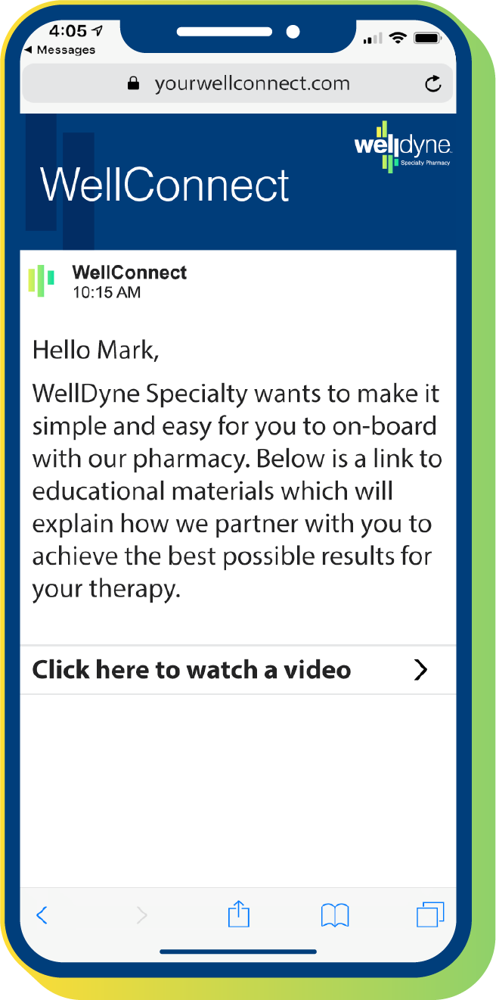 4:05
Messages
yourwellconnect.com
welldyne
Specialty Pharmacy
WellConnect
WellConnect
10:15 AM
Hello Mark,
WellDyne Specialty wants to make it
simple and easy for you to on-board
with our pharmacy. Below is a link to
educational materials which will
explain how we partner with you to
achieve the best possible results for
your therapy.
Click here to watch a video